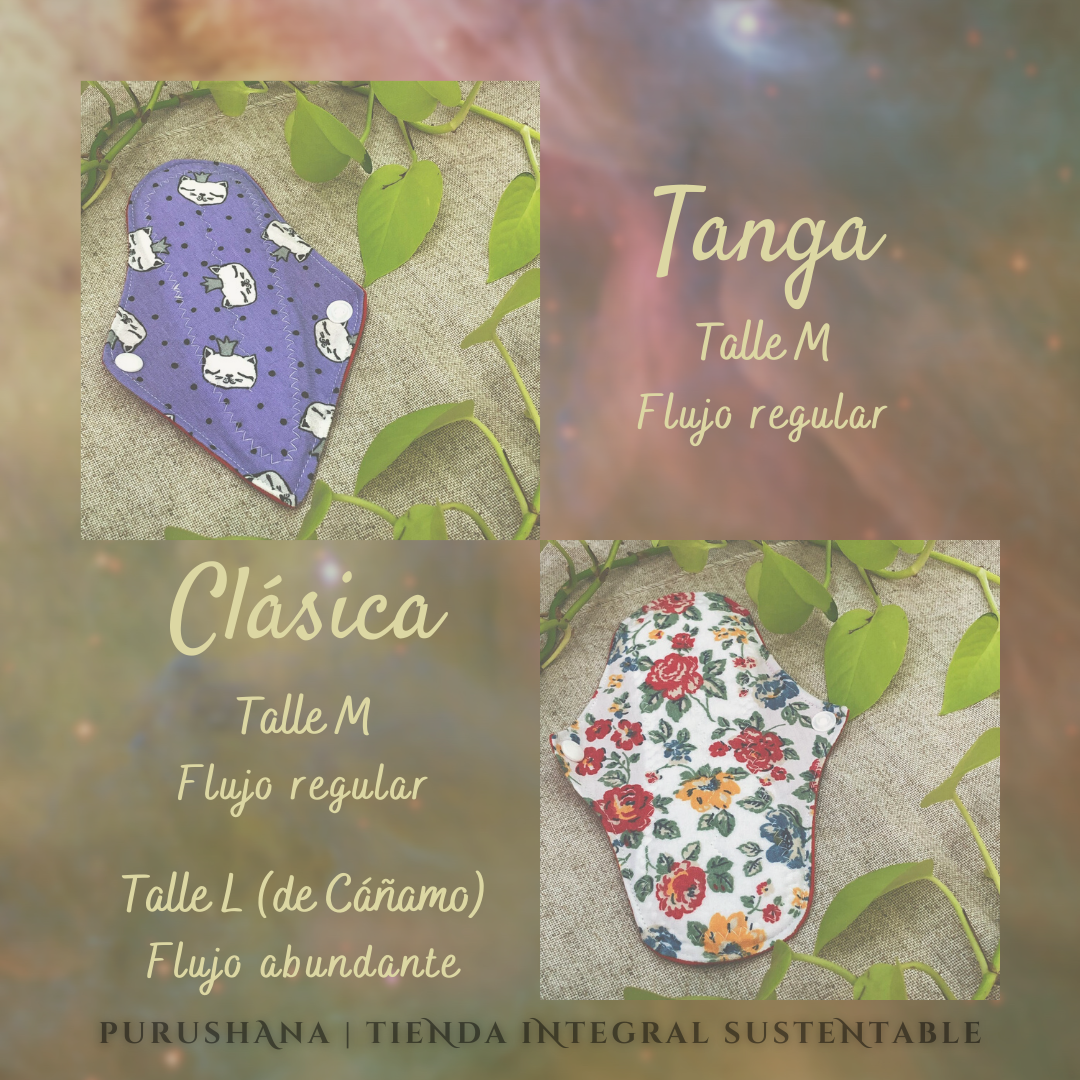 Tanga
Talle M
Flujo regular
Clásica
Talle M
Flujo regular
Talle L (de Cáñamo)
Flujo abundante
PURUSHANA | TIENDA INTEGRAL SUSTENTABLE